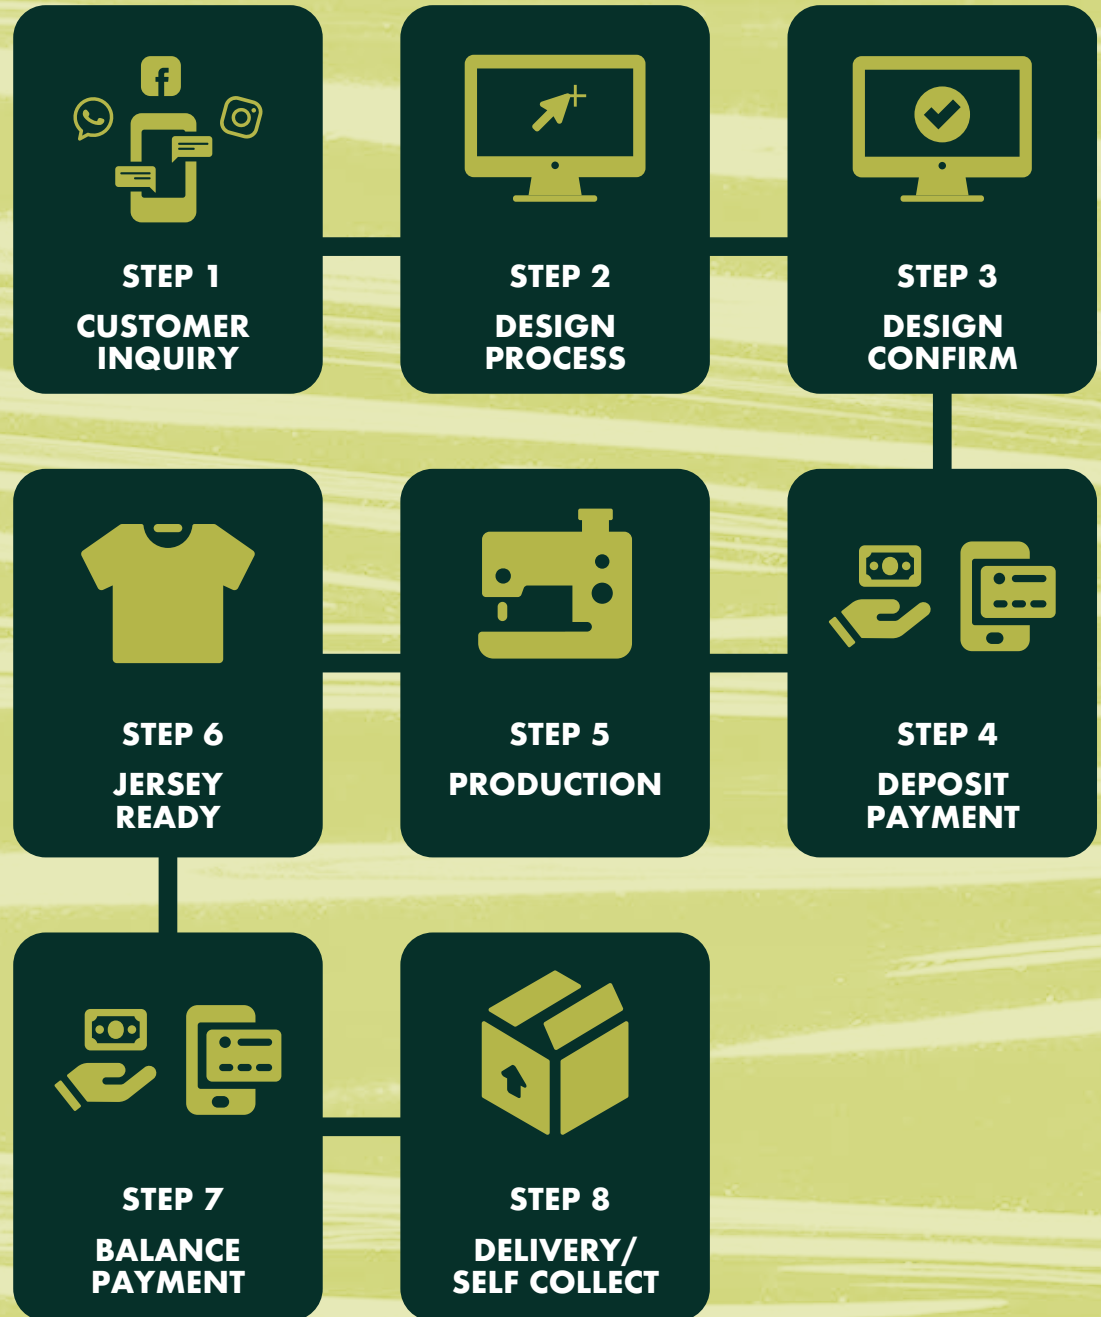 STEP 1
CUSTOMER
INQUIRY
STEP 2
DESIGN
PROCESS
STEP 3
DESIGN
CONFIRM
STEP 4
DEPOSIT
PAYMENT
STEP 5
PRODUCTION
STEP 6
JERSEY
READY
STEP 7
BALANCE
PAYMENT
STEP 8
DELIVERY/
SELF COLLECT